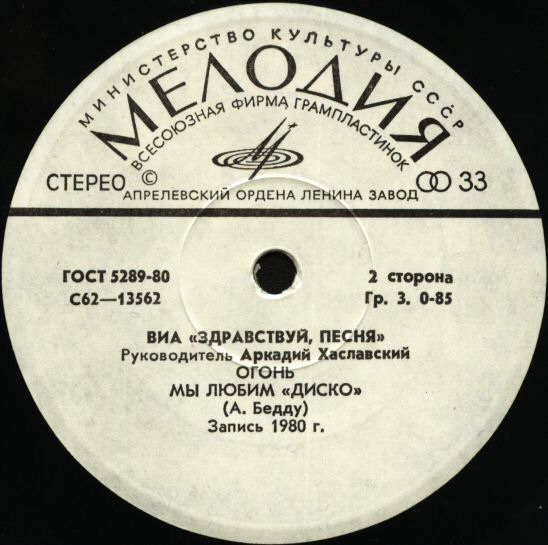 МИНИСТЕРСТВО КУЛЬТУРЫ СССР
МЕЛОДИЯ
ВСЕСОЮЗНАЯ ФИРМА ГРАМПЛАСТИНОК
СТЕРЕО © 33
АПРЕЛЕВСКИЙ ОРДЕНА ЛЕНИНА ЗАВОД
ГОСТ 5289-80 2 сторона
С62—13562 Гр. 3. 0-85
ВИА «ЗДРАВСТВУЙ, ПЕСНЯ»
Руководитель Аркадий Хаславский
ОГОНЬ
МЫ ЛЮБИМ «ДИСКО»
(А. Бедду)
Запись 1980 г.